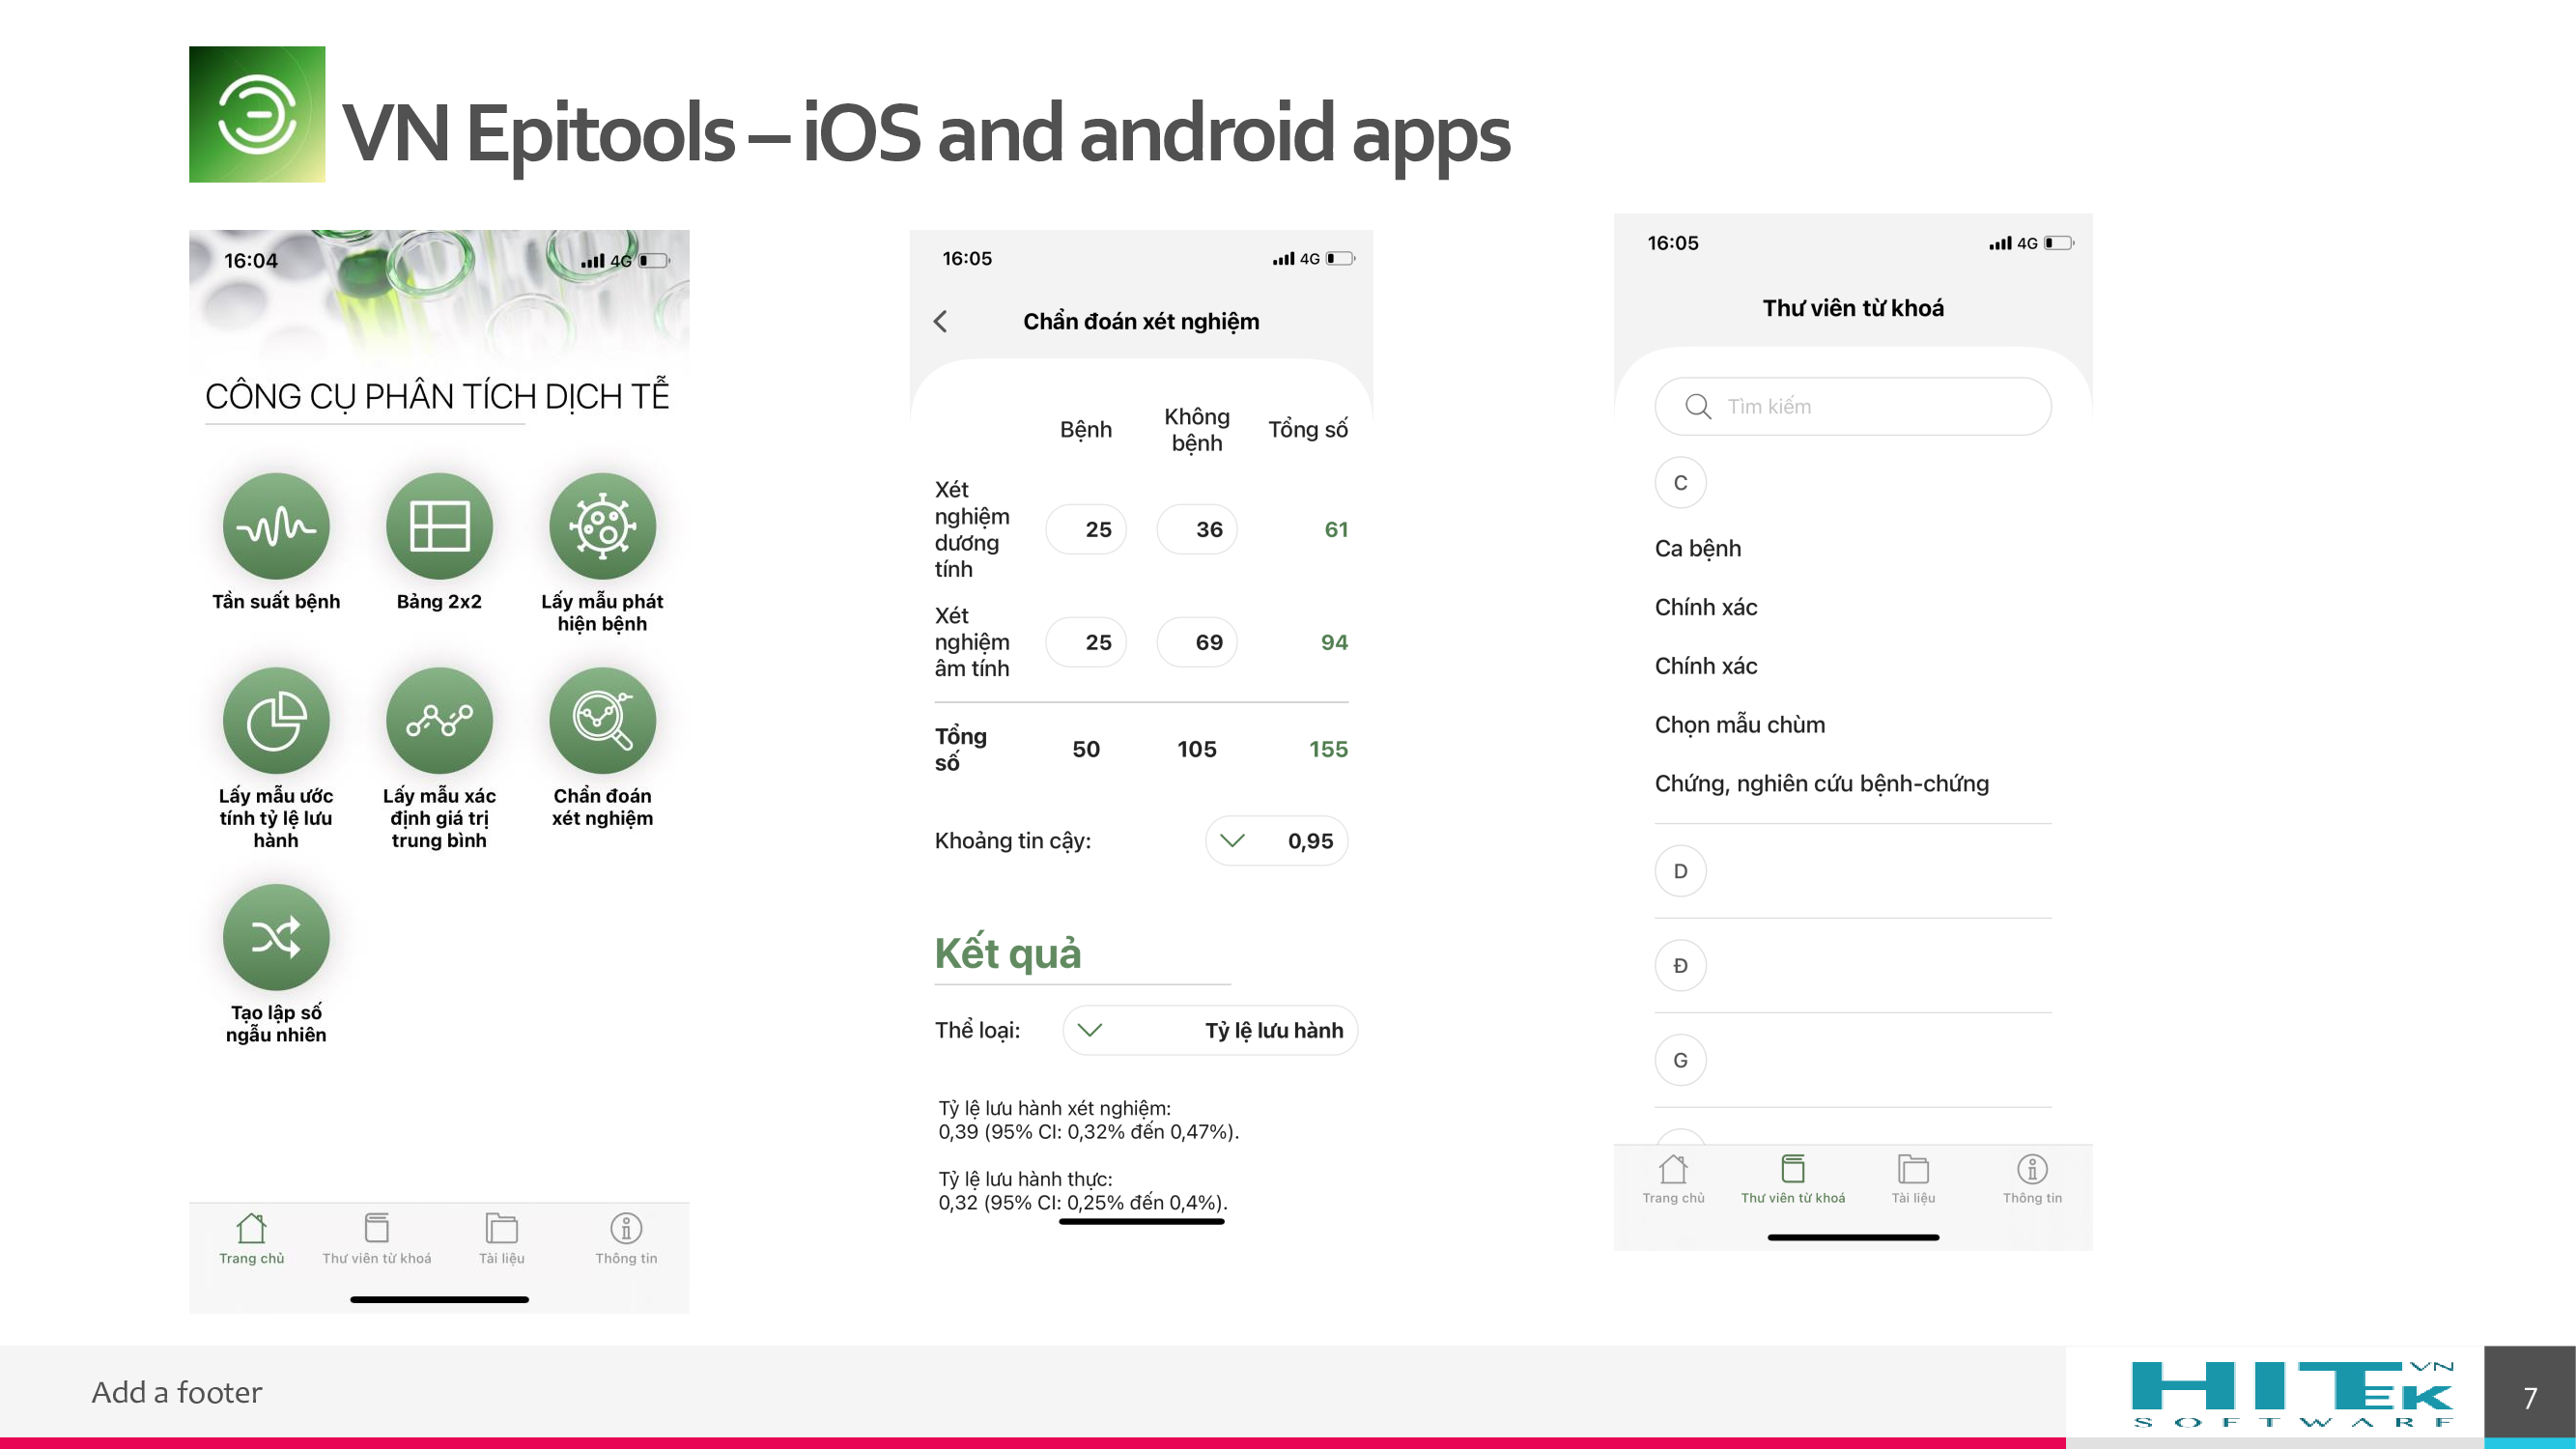 VN Epitools – iOS and android apps
16:04
4G
CÔNG CỤ PHÂN TÍCH DỊCH TỄ
Tần suất bệnh
Bảng 2x2
Lấy mẫu phát
hiện bệnh
Lấy mẫu ước
tính tỷ lệ lưu
hành
Lấy mẫu xác
định giá trị
trung bình
Chẩn đoán
xét nghiệm
Tạo lập số
ngẫu nhiên
Trang chủ
Thư viên từ khoá
Tài liệu
Thông tin
16:05
4G
Chẩn đoán xét nghiệm
Bệnh
Không
bệnh
Tổng số
Xét
nghiệm
dương
tính
25
36
61
Xét
nghiệm
âm tính
25
69
94
Tổng
số
50
105
155
Khoảng tin cậy:
0,95
Kết quả
Thể loại:
Tỷ lệ lưu hành
Tỷ lệ lưu hành xét nghiệm:
0,39 (95% CI: 0,32% đến 0,47%).
Tỷ lệ lưu hành thực:
0,32 (95% CI: 0,25% đến 0,4%).
16:05
4G
Thư viên từ khoá
Tìm kiếm
C
Ca bệnh
Chính xác
Chính xác
Chọn mẫu chùm
Chứng, nghiên cứu bệnh-chứng
D
Đ
G
Trang chủ
Thư viên từ khoá
Tài liệu
Thông tin
Add a footer
HITEK VN
SOFTWARE
7